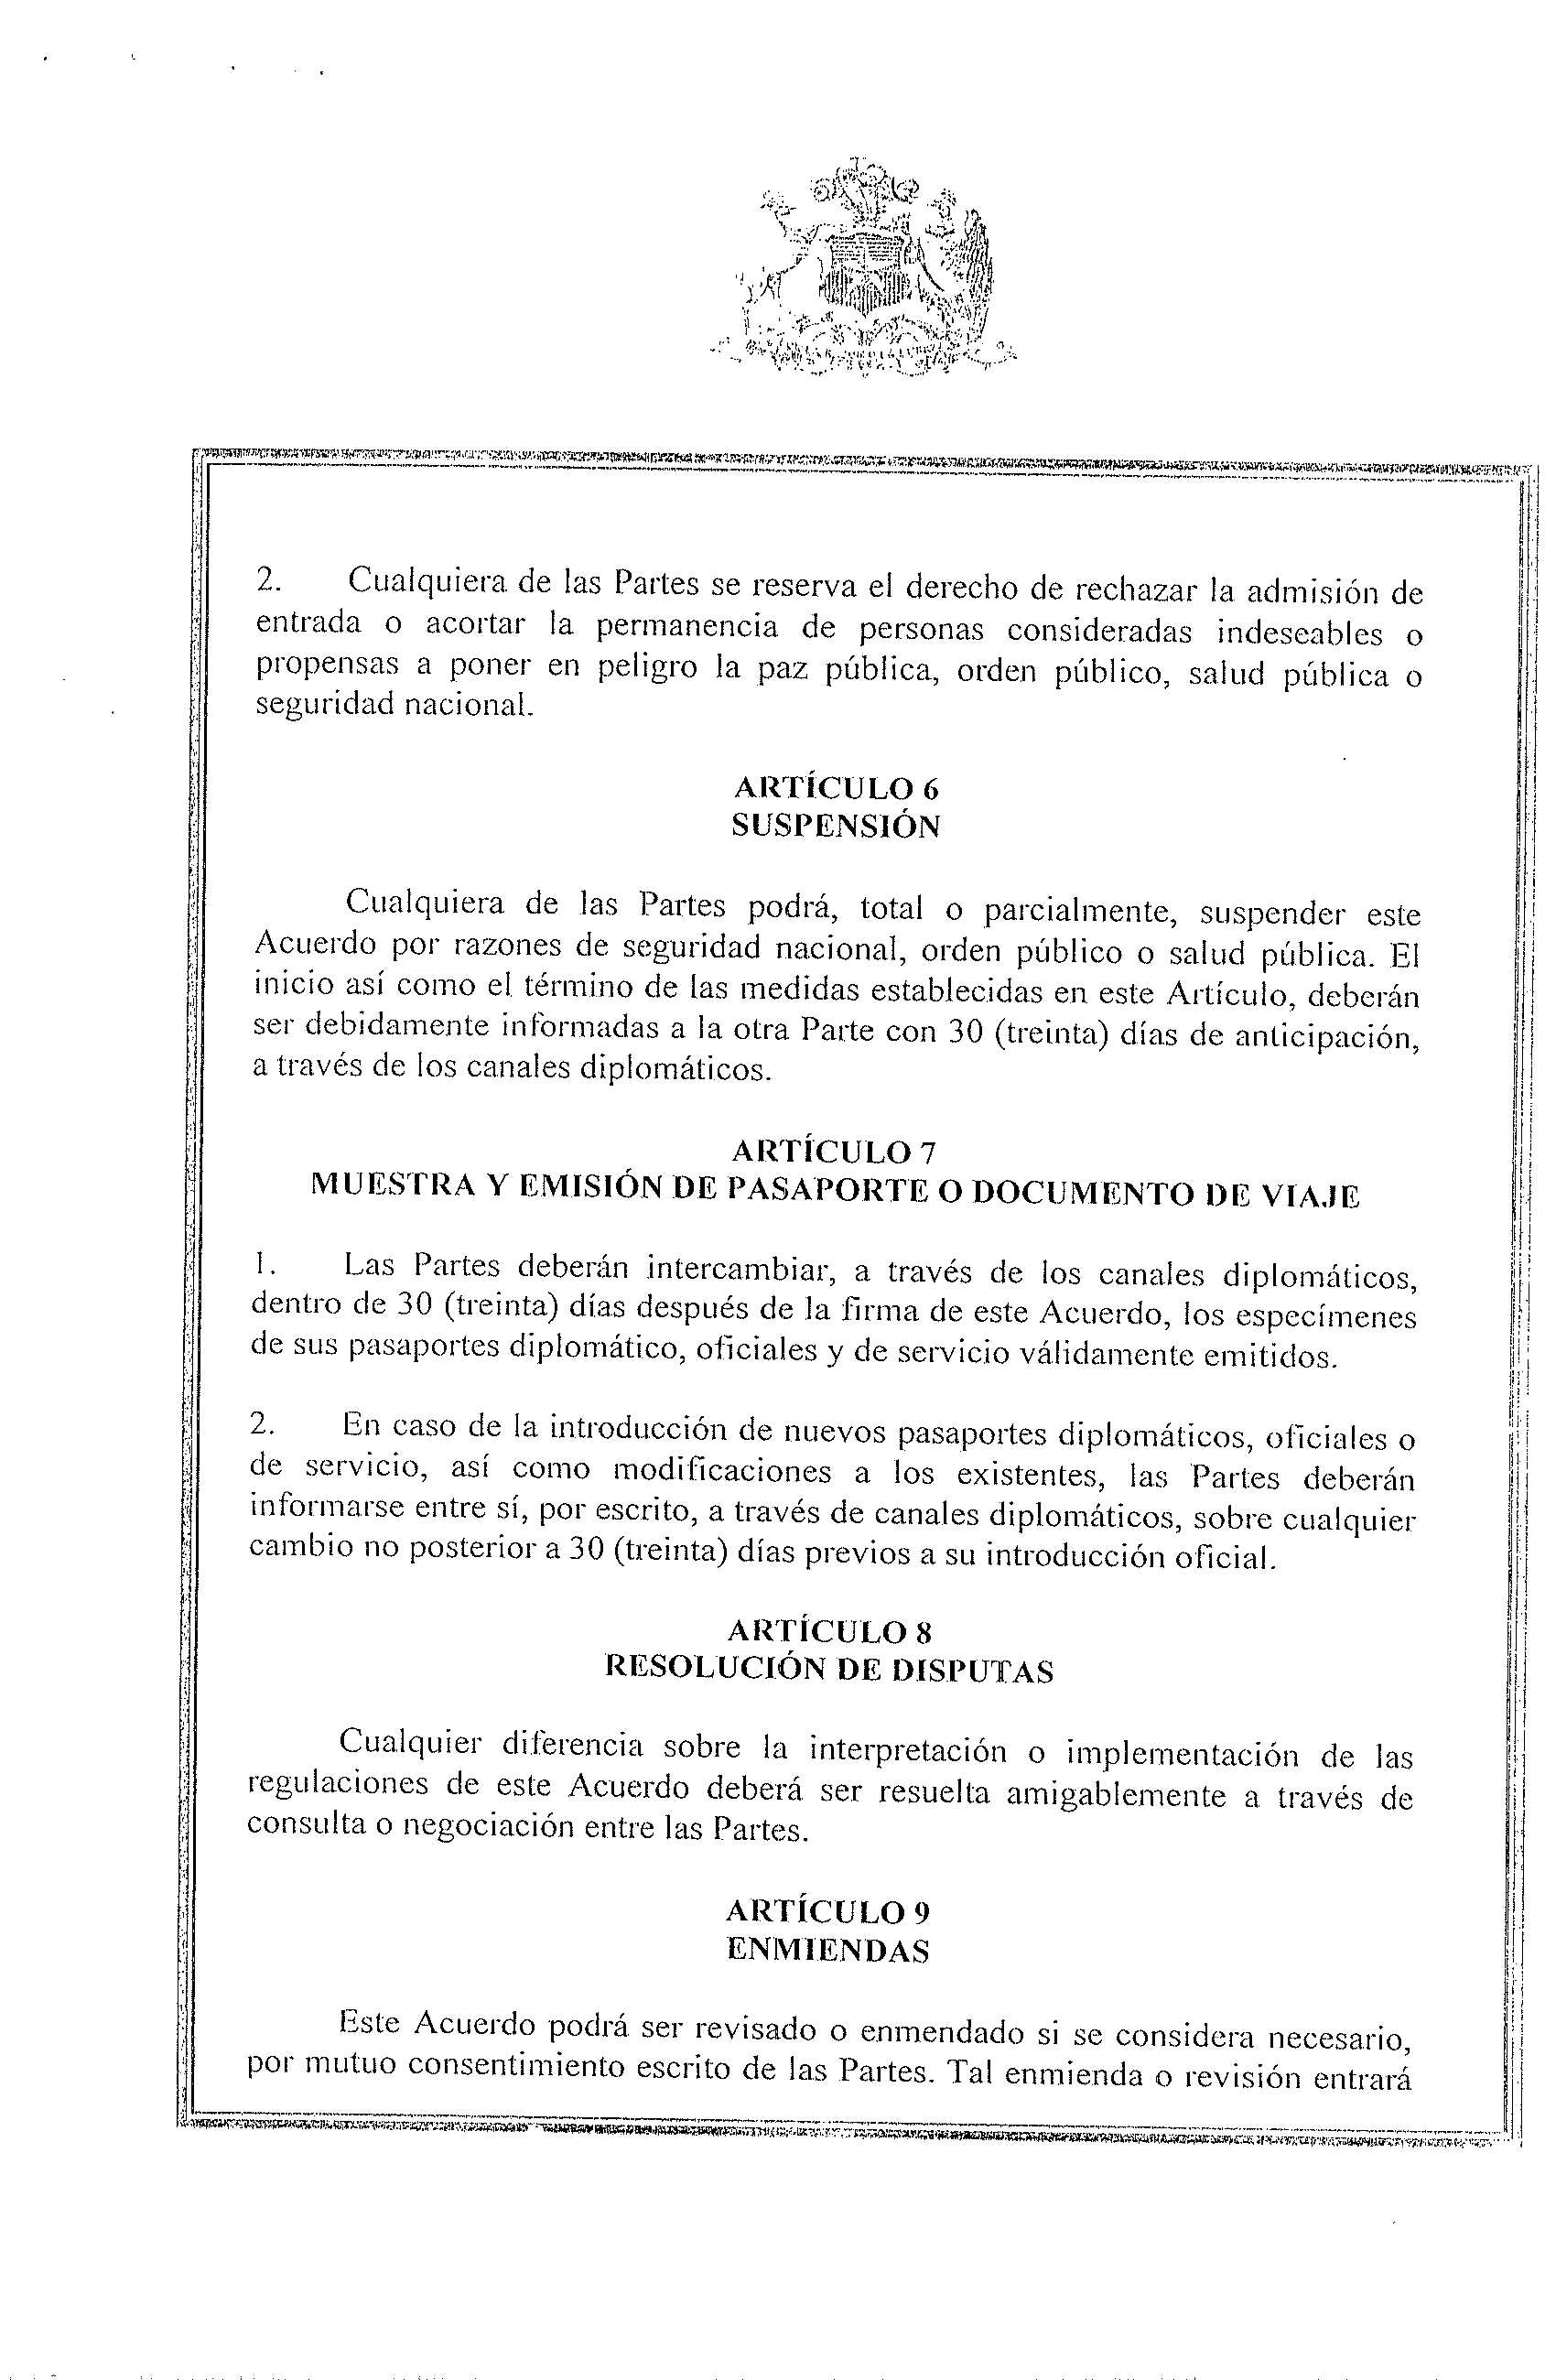 2. Cualquiera de las Partes se reserva el derecho de rechazar la admisión de
entrada o acortar la permanencia de personas consideradas indeseables o
propensas a poner en peligro la paz pública, orden público, salud pública o
seguridad nacional.
ARTÍCULO 6
SUSPENSIÓN
Cualquiera de las Partes podrá, total o parcialmente, suspender este
Acuerdo por razones de seguridad nacional, orden público o salud pública. El
inicio así como el término de las medidas establecidas en este Artículo, deberán
ser debidamente informadas a la otra Parte con 30 (treinta) días de anticipación,
a través de los canales diplomáticos.
ARTÍCULO 7
MUESTRA Y EMISIÓN DE PASAPORTE O DOCUMENTO DE VIAJE
1. Las Partes deberán intercambiar, a través de los canales diplomáticos,
dentro de 30 (treinta) días después de la firma de este Acuerdo, los especímenes
de sus pasaportes diplomático, oficiales y de servicio válidamente emitidos.
2. En caso de la introducción de nuevos pasaportes diplomáticos, oficiales o
de servicio, así como modificaciones a los existentes, las Partes deberán
informarse entre sí, por escrito, a través de canales diplomáticos, sobre cualquier
cambio no posterior a 30 (treinta) días previos a su introducción oficial.
ARTÍCULO 8
RESOLUCIÓN DE DISPUTAS
Cualquier diferencia sobre la interpretación o implementación de las
regulaciones de este Acuerdo deberá ser resuelta amigablemente a través de
consulta o negociación entre las Partes.
ARTÍCULO 9
ENMIENDAS
Este Acuerdo podrá ser revisado o enmendado si se considera necesario,
por mutuo consentimiento escrito de las Partes. Tal enmienda o revisión entrará